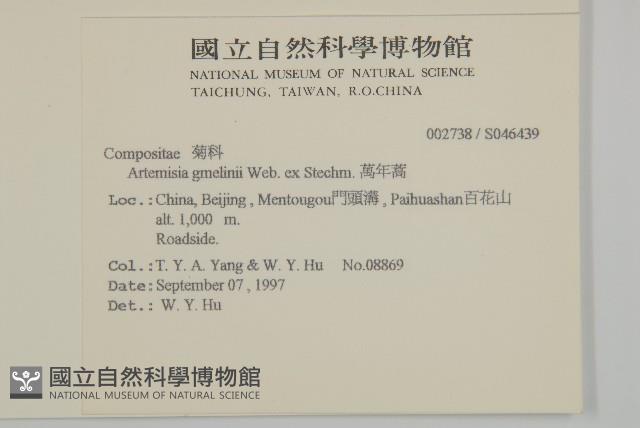 國立自然科學博物館
NATIONAL MUSEUM OF NATURAL SCIENCE
TAICHUNG, TAIWAN, R.O.CHINA
002738 / S046439
Compositae 菊科
Artemisia gmelinii Web. ex Stechm. 萬年蒿
Loc.: China, Beijing , Mentougou門頭溝 , Paihuashan百花山
alt. 1,000 m.
Roadside.
Col.: T. Y. A. Yang & W. Y. Hu No.08869
Date: September 07 , 1997
Det.: W. Y. Hu
國立自然科學博物館
NATIONAL MUSEUM OF NATURAL SCIENCE